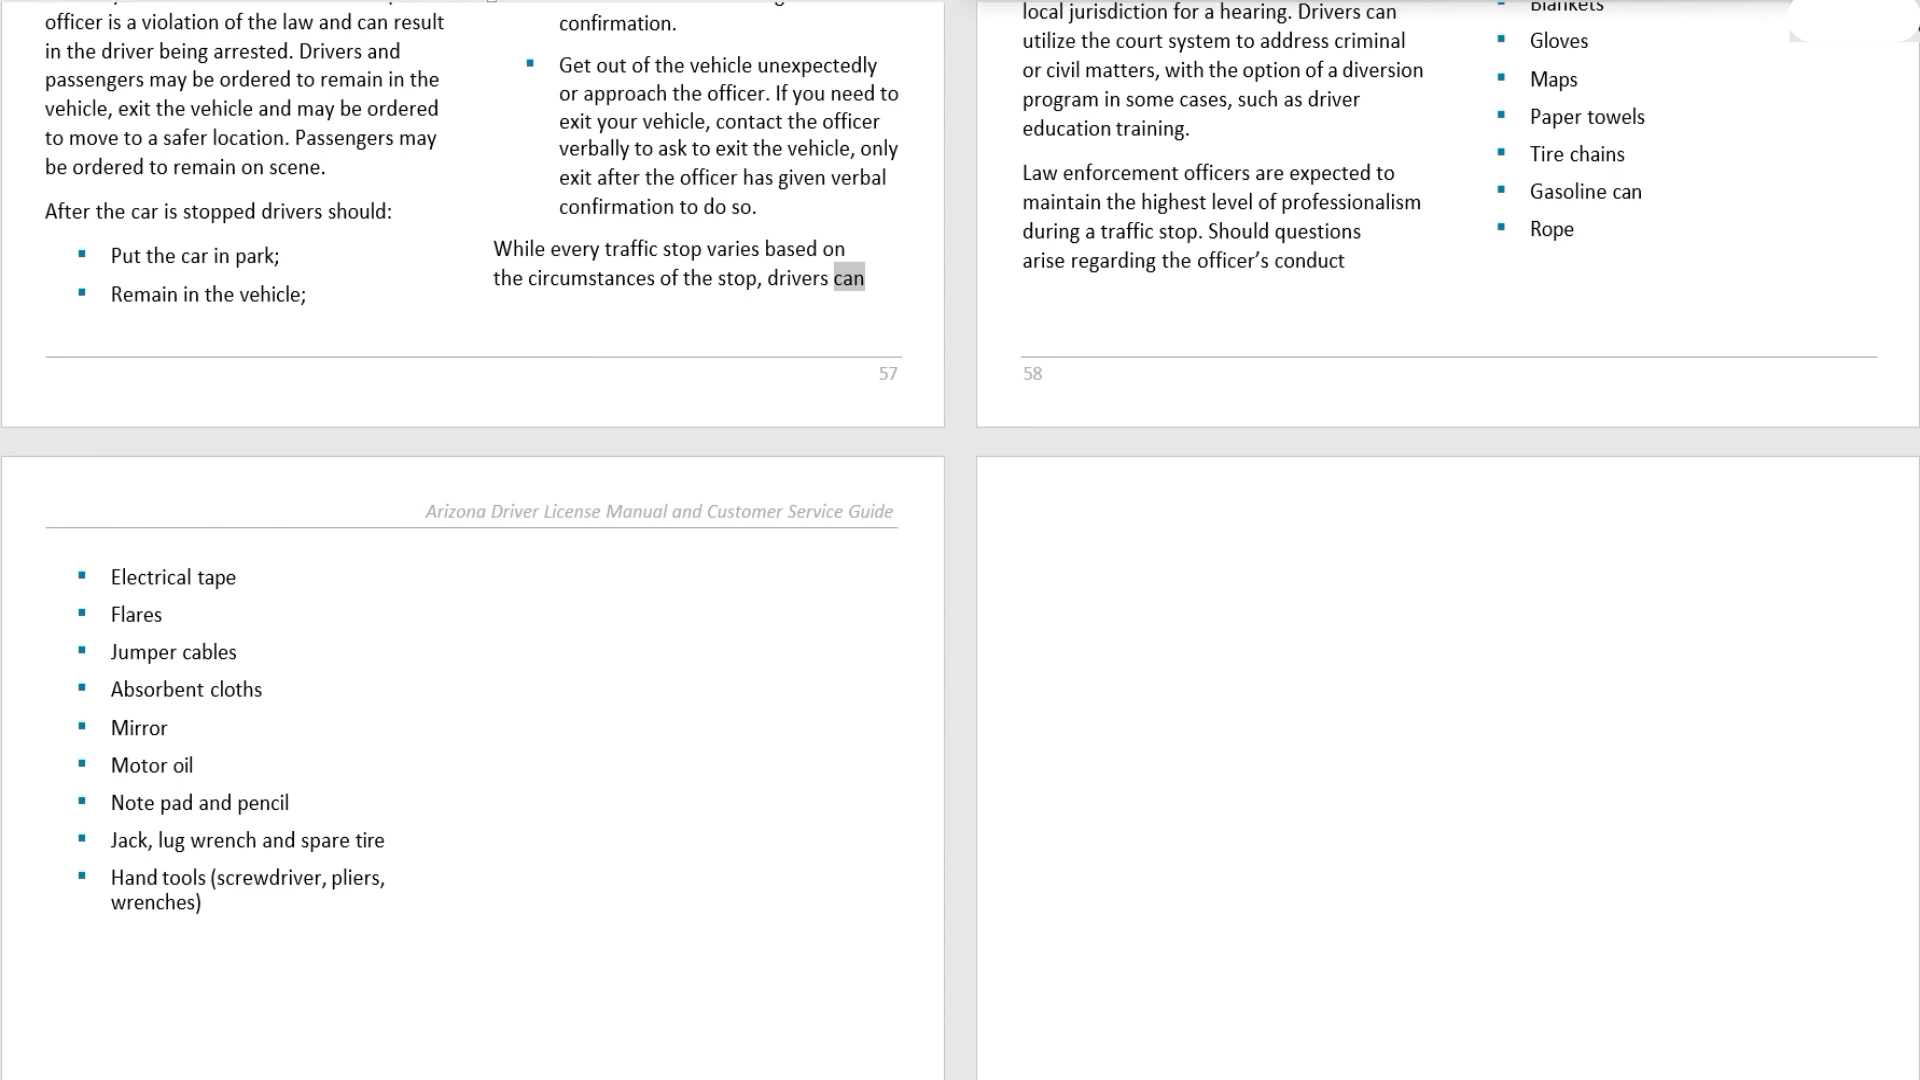 officer is a violation of the law and can result
in the driver being arrested. Drivers and
passengers may be ordered to remain in the
vehicle, exit the vehicle and may be ordered
to move to a safer location. Passengers may
be ordered to remain on scene.
After the car is stopped drivers should:
▪ Put the car in park;
▪ Remain in the vehicle;
confirmation.
▪ Get out of the vehicle unexpectedly
or approach the officer. If you need to
exit your vehicle, contact the officer
verbally to ask to exit the vehicle, only
exit after the officer has given verbal
confirmation to do so.
While every traffic stop varies based on
the circumstances of the stop, drivers can
57
local jurisdiction for a hearing. Drivers can
utilize the court system to address criminal
or civil matters, with the option of a diversion
program in some cases, such as driver
education training.
Law enforcement officers are expected to
maintain the highest level of professionalism
during a traffic stop. Should questions
arise regarding the officer’s conduct
▪ Blankets
▪ Gloves
▪ Maps
▪ Paper towels
▪ Tire chains
▪ Gasoline can
▪ Rope
58
Arizona Driver License Manual and Customer Service Guide
▪ Electrical tape
▪ Flares
▪ Jumper cables
▪ Absorbent cloths
▪ Mirror
▪ Motor oil
▪ Note pad and pencil
▪ Jack, lug wrench and spare tire
▪ Hand tools (screwdriver, pliers,
wrenches)